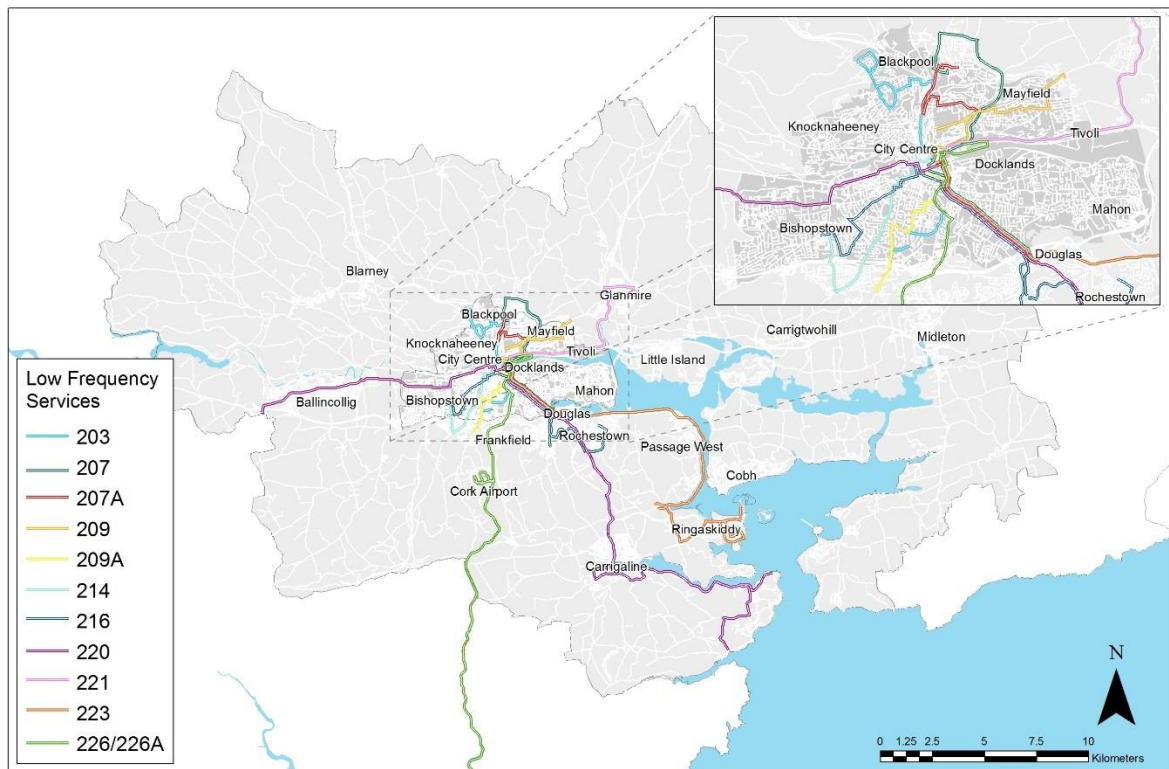 Blackpool
Mayfield
Knocknaheeney
Tivoli
City Centre
Docklands
Mahon
Bishopstown
Douglas
Rochestown
Blarney
Glanmire
Blackpool
Mayfield
Carrigtwohill
Midleton
Knocknaheeney
Tivoli
City Centre
Little Island
Docklands
Mahon
Ballincollig
Bishopstown
Douglas
Rochestown
Frankfield
Passage West
Cobh
Cork Airport
Ringaskiddy
Carrigaline
Low Frequency
Services
203
207
207A
209
209A
214
216
220
221
223
226/226A
N
0 1.25 2.5 5 7.5 10
Kilometers